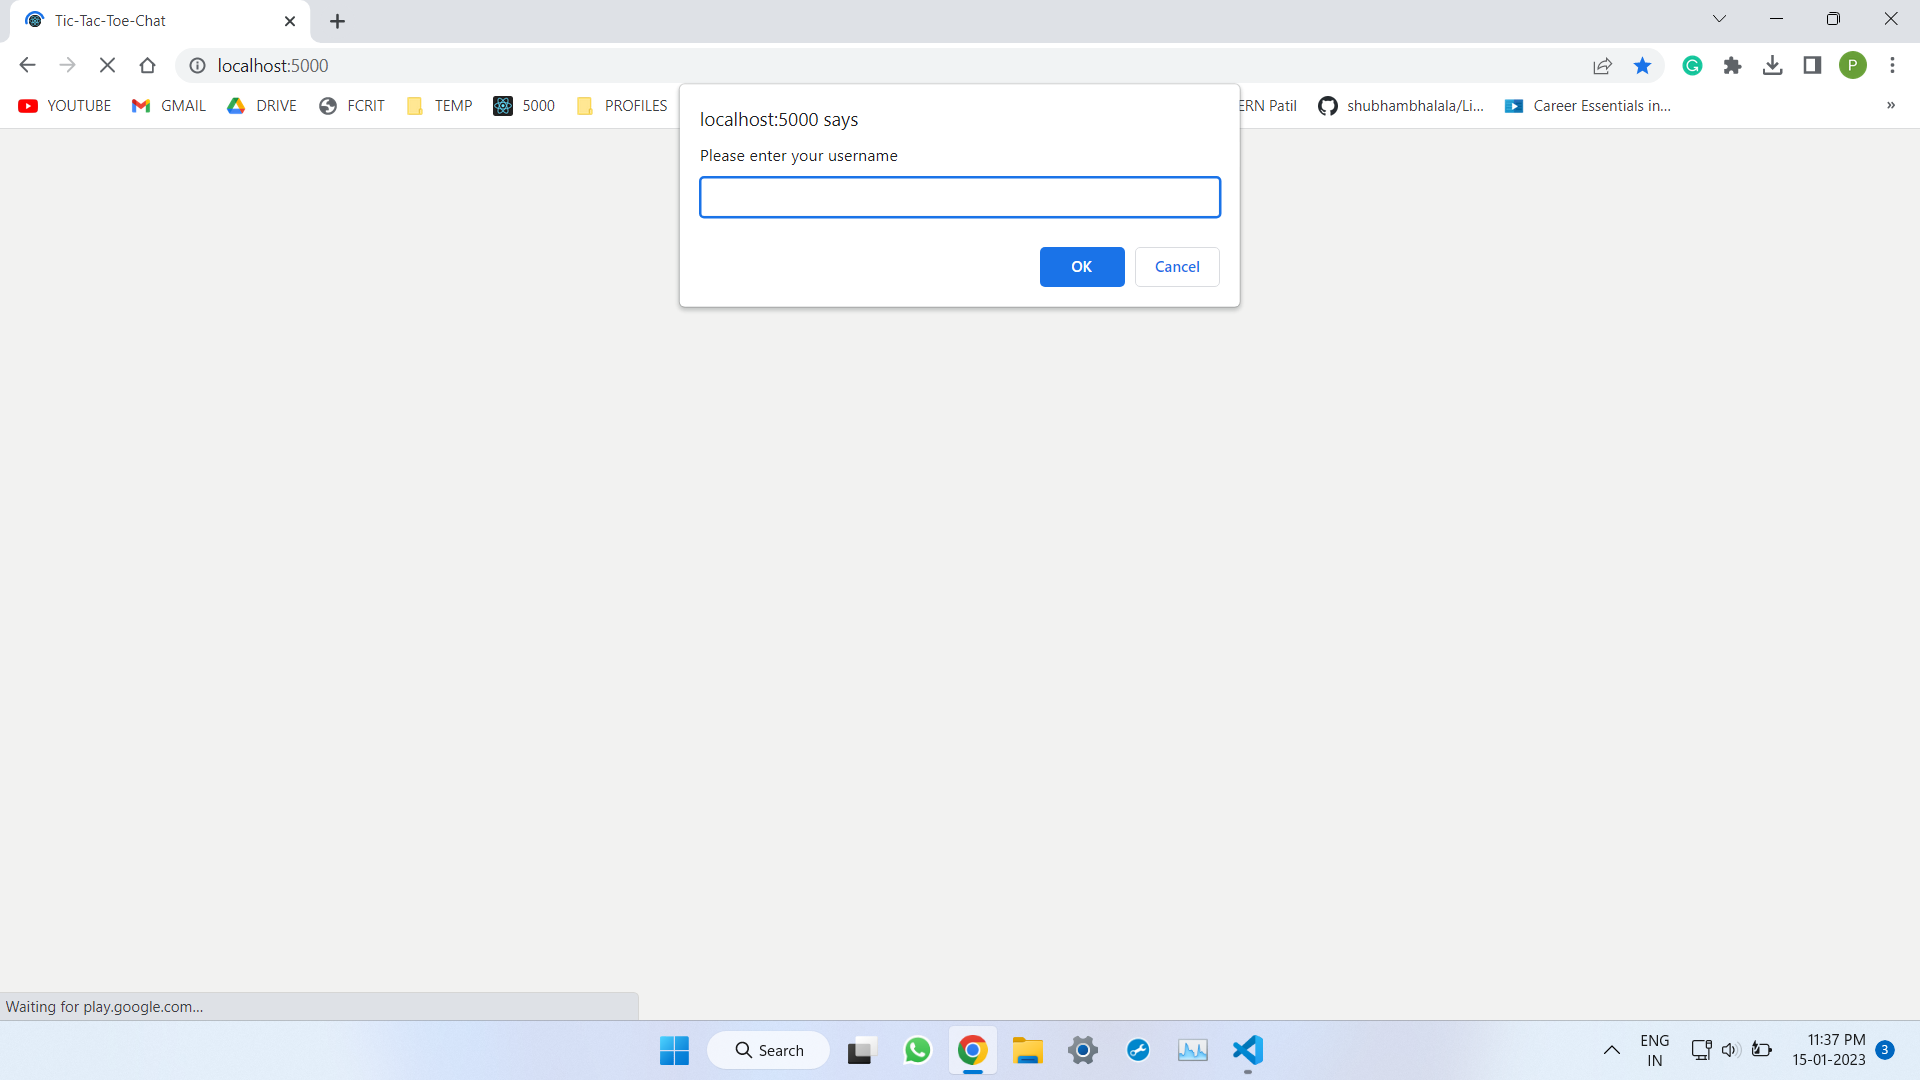 Tic-Tac-Toe-Chat
localhost:5000
P
YOUTUBE GMAIL DRIVE FCRIT TEMP 5000 PROFILES ERN Patil shubhambhalala/Li... Career Essentials in... »
localhost:5000 says
Please enter your username
OK Cancel
Waiting for play.google.com...
Search
ENG
IN
11:37 PM
15-01-2023
3